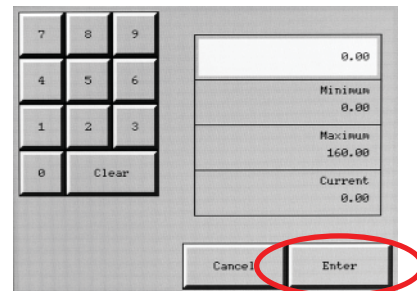 7 8 9
4 5 6
1 2 3
0 Clear
0.00
Minimum
0.00
Maximum
160.00
Current
0.00
Cancel Enter